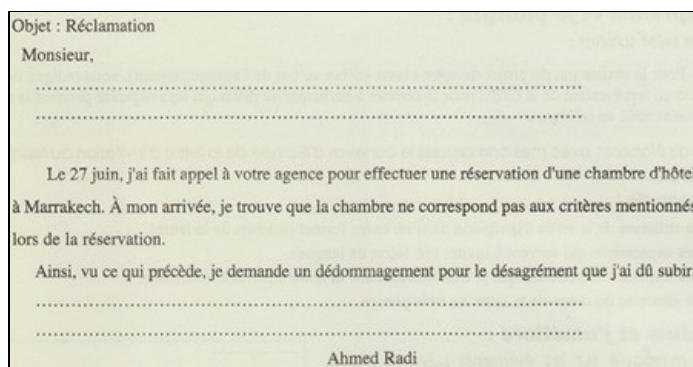 Objet : Réclamation
Monsieur,
................................................................................
................................................................................
Le 27 juin, j'ai fait appel à votre agence pour effectuer une réservation d'une chambre d'hôtel
à Marrakech. À mon arrivée, je trouve que la chambre ne correspond pas aux critères mentionnés
lors de la réservation.
Ainsi, vu ce qui précède, je demande un dédommagement pour le désagrément que j'ai dû subir.
................................................................................
................................................................................
Ahmed Radi